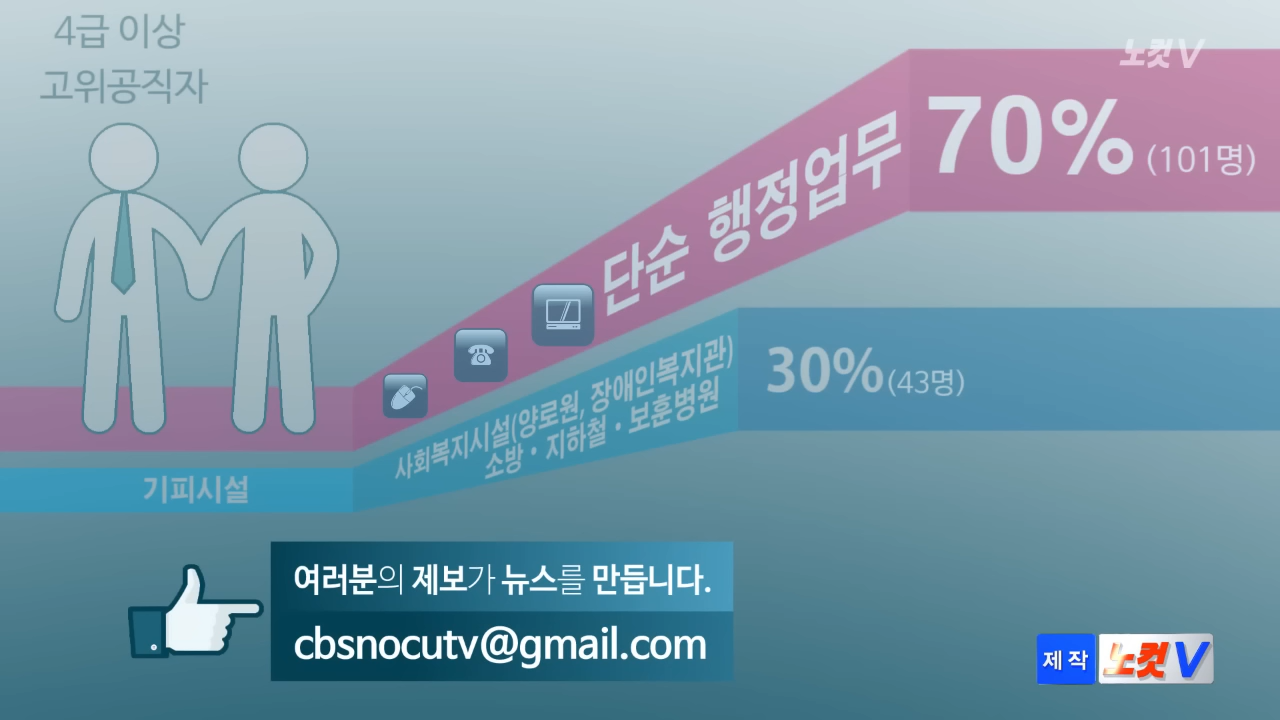 4급 이상
고위공직자
노컷V
70% (101명)
단순 행정업무
30% (43명)
사회복지시설(양로원, 장애인복지관)
소방・지하철・보훈병원
기피시설
여러분의 제보가 뉴스를 만듭니다.
cbsnocutv@gmail.com
제작 노컷V